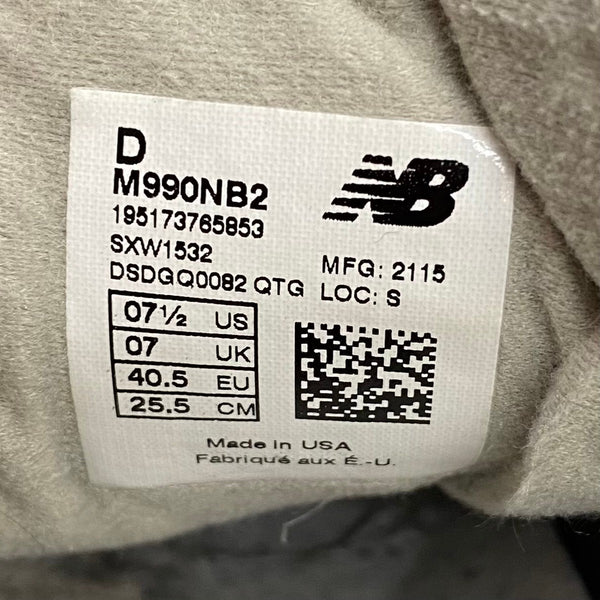 D
M990NB2
NB
195173765853
SXW1532
DSDGQ0082 QTG
MFG: 2115
LOC: S
07½ US
07 UK
40.5 EU
25.5 CM
Made in USA
Fabriqué aux É.-U.